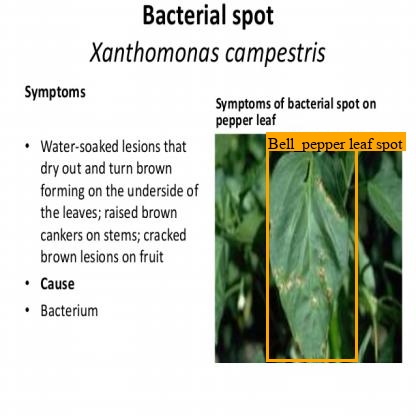 Bacterial spot
Xanthomonas campestris
Symptoms
• Water-soaked lesions that
dry out and turn brown
forming on the underside of
the leaves; raised brown
cankers on stems; cracked
brown lesions on fruit
• Cause
• Bacterium
Symptoms of bacterial spot on
pepper leaf
Bell pepper leaf spot